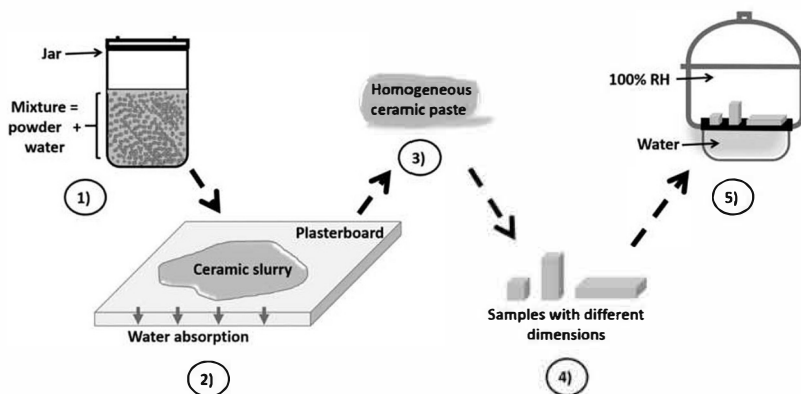 Jar
Mixture =
powder +
water
1)
Plasterboard
Ceramic slurry
Water absorption
2)
Homogeneous
ceramic paste
3)
Samples with different
dimensions
4)
100% RH
Water
5)